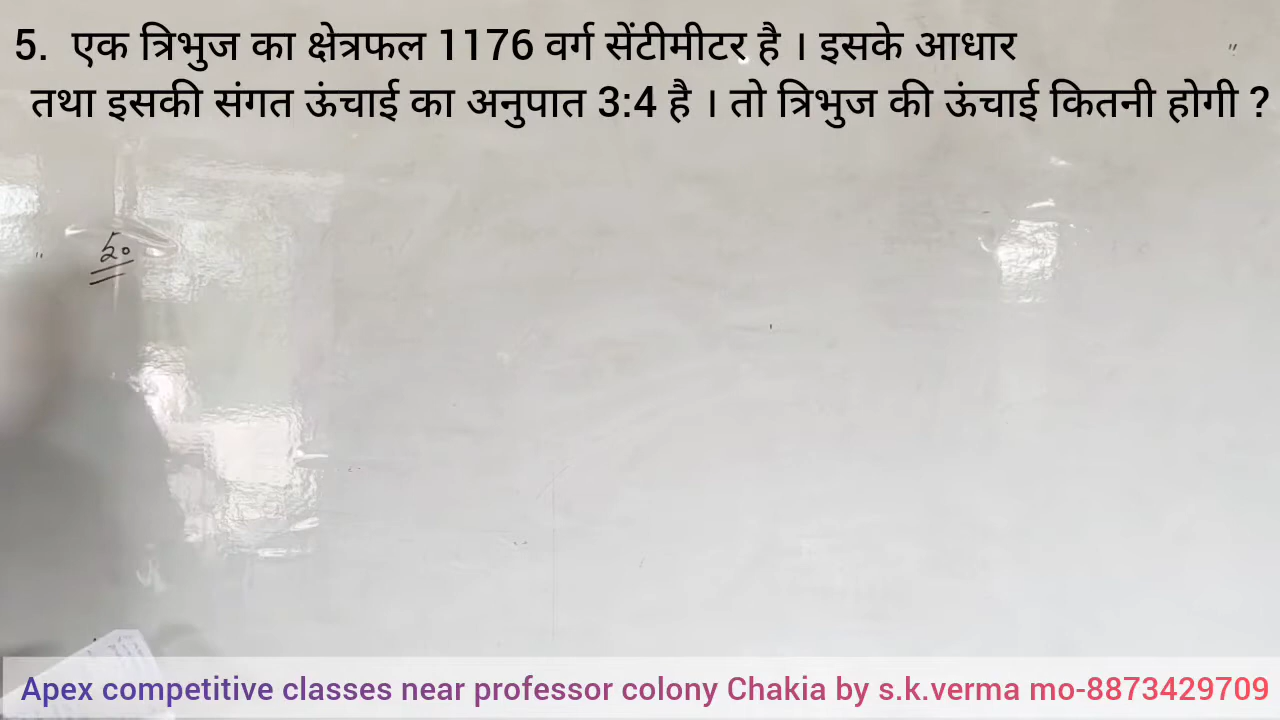 5. एक त्रिभुज का क्षेत्रफल 1176 वर्ग सेंटीमीटर है । इसके आधार
तथा इसकी संगत ऊंचाई का अनुपात 3:4 है । तो त्रिभुज की ऊंचाई कितनी होगी ?
Apex competitive classes near professor colony Chakia by s.k.verma mo-8873429709